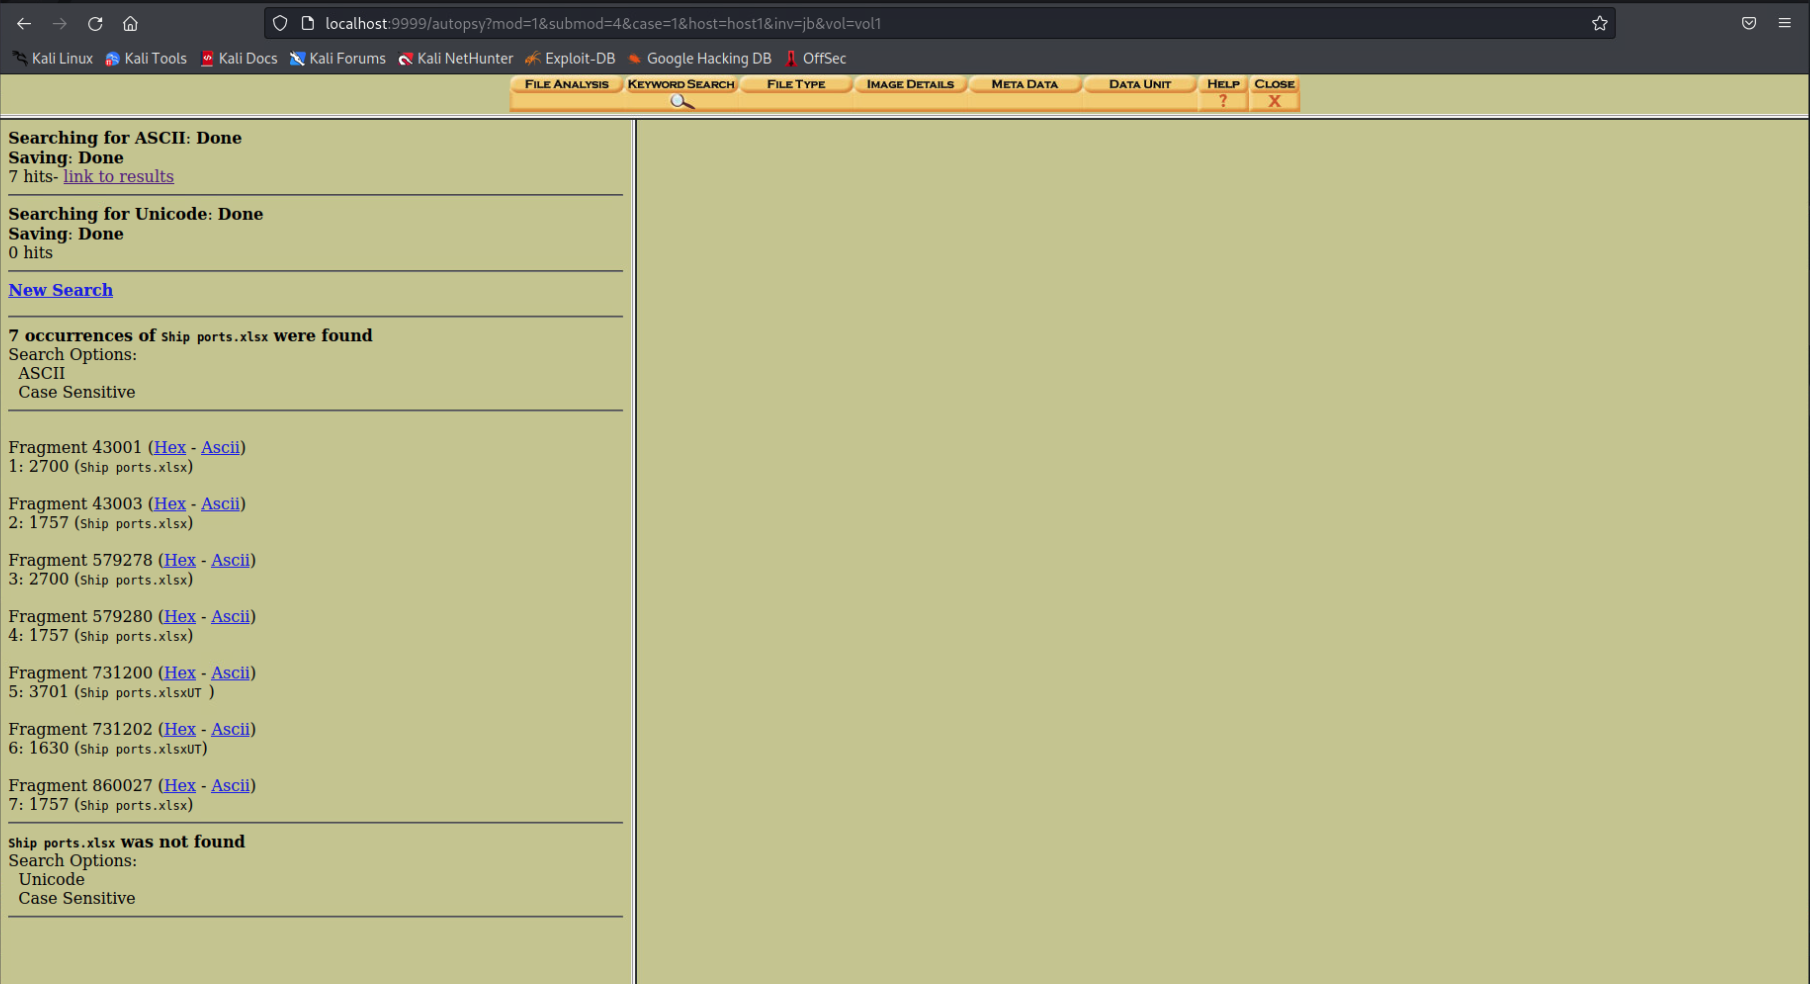 localhost:9999/autopsy?mod=1&submod=4&case=1&host=host1&inv=jb&vol=vol1
Kali Linux Kali Tools Kali Docs Kali Forums Kali NetHunter Exploit-DB Google Hacking DB OffSec
FILE ANALYSIS KEYWORD SEARCH FILE TYPE IMAGE DETAILS META DATA DATA UNIT HELP CLOSE
? X
Searching for ASCII: Done
Saving: Done
7 hits- link to results
Searching for Unicode: Done
Saving: Done
0 hits
New Search
7 occurrences of Ship ports.xlsx were found
Search Options:
ASCII
Case Sensitive
Fragment 43001 (Hex - Ascii)
1: 2700 (Ship ports.xlsx)
Fragment 43003 (Hex - Ascii)
2: 1757 (Ship ports.xlsx)
Fragment 579278 (Hex - Ascii)
3: 2700 (Ship ports.xlsx)
Fragment 579280 (Hex - Ascii)
4: 1757 (Ship ports.xlsx)
Fragment 731200 (Hex - Ascii)
5: 3701 (Ship ports.xlsxUT )
Fragment 731202 (Hex - Ascii)
6: 1630 (Ship ports.xlsxUT)
Fragment 860027 (Hex - Ascii)
7: 1757 (Ship ports.xlsx)
Ship ports.xlsx was not found
Search Options:
Unicode
Case Sensitive